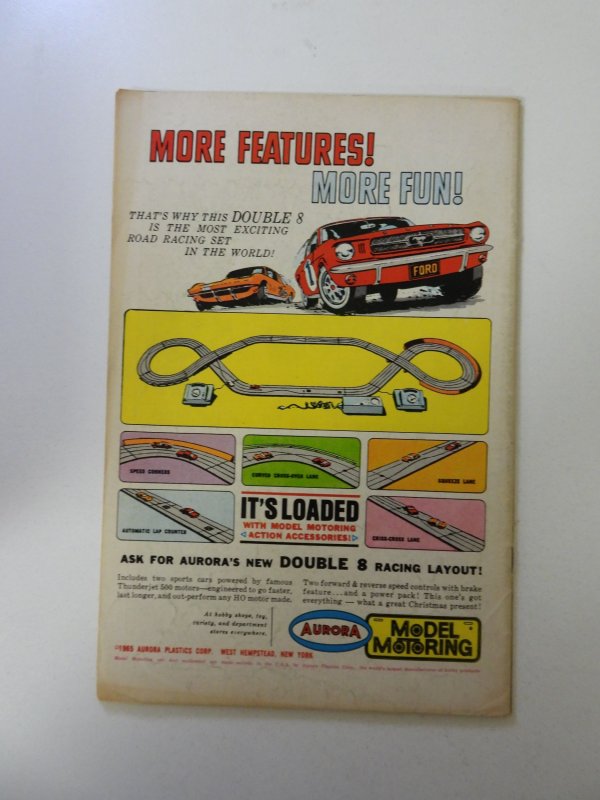 MORE FEATURES!
MORE FUN!
THAT'S WHY THIS DOUBLE 8
IS THE MOST EXCITING
ROAD RACING SET
IN THE WORLD!
1
FORD
SPEED CORNERS
CURVED CROSS-OVER LANE
SQUEEZE LANE
AUTOMATIC LAP COUNTER
IT'S LOADED
WITH MODEL MOTORING
ACTION ACCESSORIES!
CRISS-CROSS LANE
ASK FOR AURORA'S NEW DOUBLE 8 RACING LAYOUT!
Includes two sports cars powered by famous
Thunderjet 500 motors—engineered to go faster,
last longer, and out-perform any HO motor made.
Two forward & reverse speed controls with brake
feature...and a power pack! This one's got
everything — what a great Christmas present!
At hobby shops, toy,
variety, and department
stores everywhere.
AURORA
MODEL
MOTORING
©1965 AURORA PLASTICS CORP. WEST HEMPSTEAD, NEW YORK